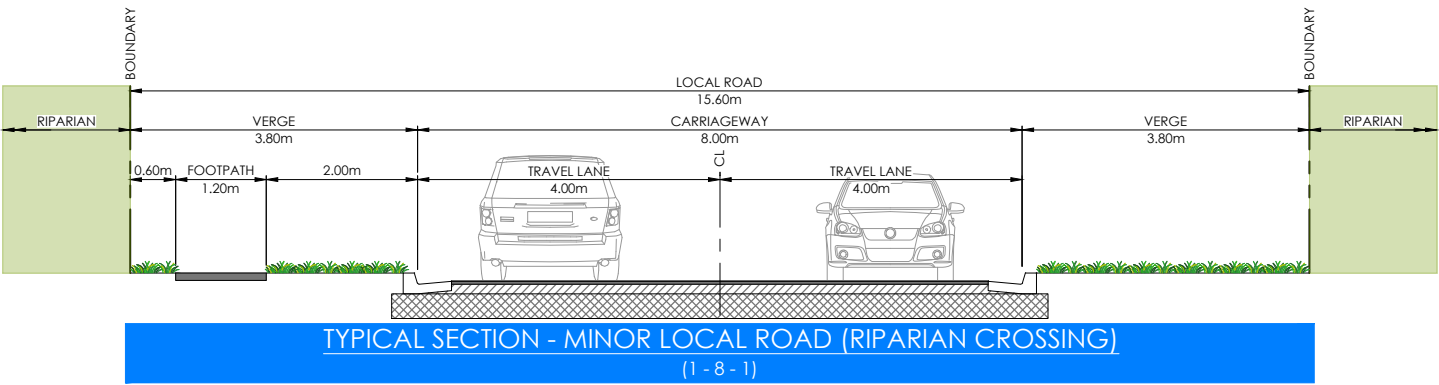 BOUNDARY
BOUNDARY
LOCAL ROAD
15.60m
RIPARIAN
VERGE
3.80m
CARRIAGEWAY
8.00m
VERGE
3.80m
RIPARIAN
0.60m
FOOTPATH
1.20m
2.00m
TRAVEL LANE
4.00m
CL
TRAVEL LANE
4.00m
TYPICAL SECTION - MINOR LOCAL ROAD (RIPARIAN CROSSING)
(1 - 8 - 1)